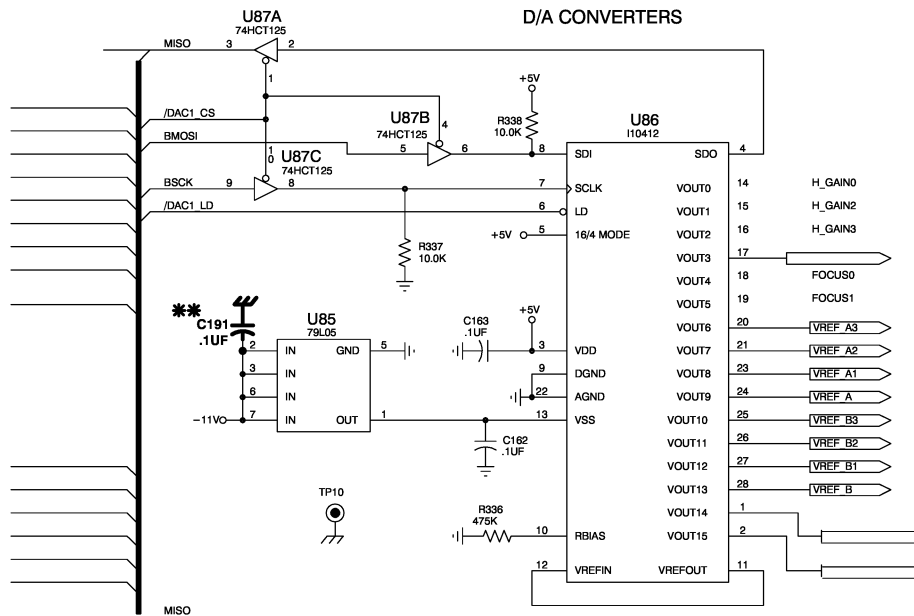 D/A CONVERTERS
U87A
74HCT125
MISO 3 2
1
/DAC1_CS
BMOSI
U87B
74HCT125
4
5 6
+5V
R338
10.0K
U86
I10412
10
U87C
74HCT125
BSCK 9 8
/DAC1_LD
R337
10.0K
8 SDI SDO 4
7 SCLK VOUT0 14 H_GAIN0
6 LD VOUT1 15 H_GAIN2
+5V 5 16/4 MODE VOUT2 16 H_GAIN3
VOUT3 17
VOUT4 18 FOCUS0
VOUT5 19 FOCUS1
VOUT6 20 VREF_A3
3 VDD VOUT7 21 VREF_A2
9 DGND VOUT8 23 VREF_A1
22 AGND VOUT9 24 VREF_A
13 VSS VOUT10 25 VREF_B3
VOUT11 26 VREF_B2
VOUT12 27 VREF_B1
VOUT13 28 VREF_B
VOUT14 1
10 RBIAS VOUT15 2
12 VREFIN VREFOUT 11
**
C191
.1UF
U85
79L05
2 IN GND 5
3 IN
6 IN
-11V 7 IN OUT 1
C163
.1UF
+5V
C162
.1UF
TP10
R336
475K
MISO